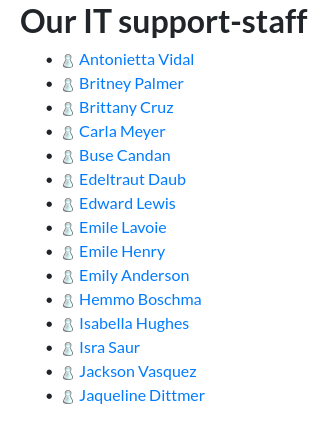 Our IT support-staff
Antonietta Vidal
Britney Palmer
Brittany Cruz
Carla Meyer
Buse Candan
Edeltraut Daub
Edward Lewis
Emile Lavoie
Emile Henry
Emily Anderson
Hemmo Boschma
Isabella Hughes
Isra Saur
Jackson Vasquez
Jaqueline Dittmer